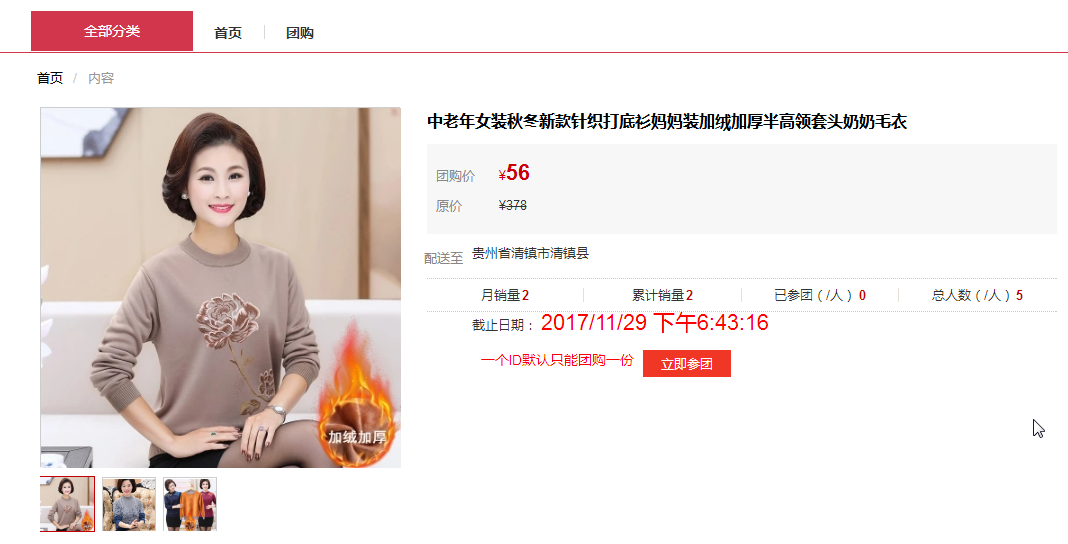 全部分类 首页 团购
首页 / 内容
中老年女装秋冬新款针织打底衫妈妈装加绒加厚半高领套头奶奶毛衣
团购价 ¥56
原价 ¥378
配送至 贵州省清镇市清镇县
月销量2 累计销量2 已参团（/人） 0 总人数（/人） 5
截止日期： 2017/11/29 下午6:43:16
一个ID默认只能团购一份 立即参团
加绒加厚